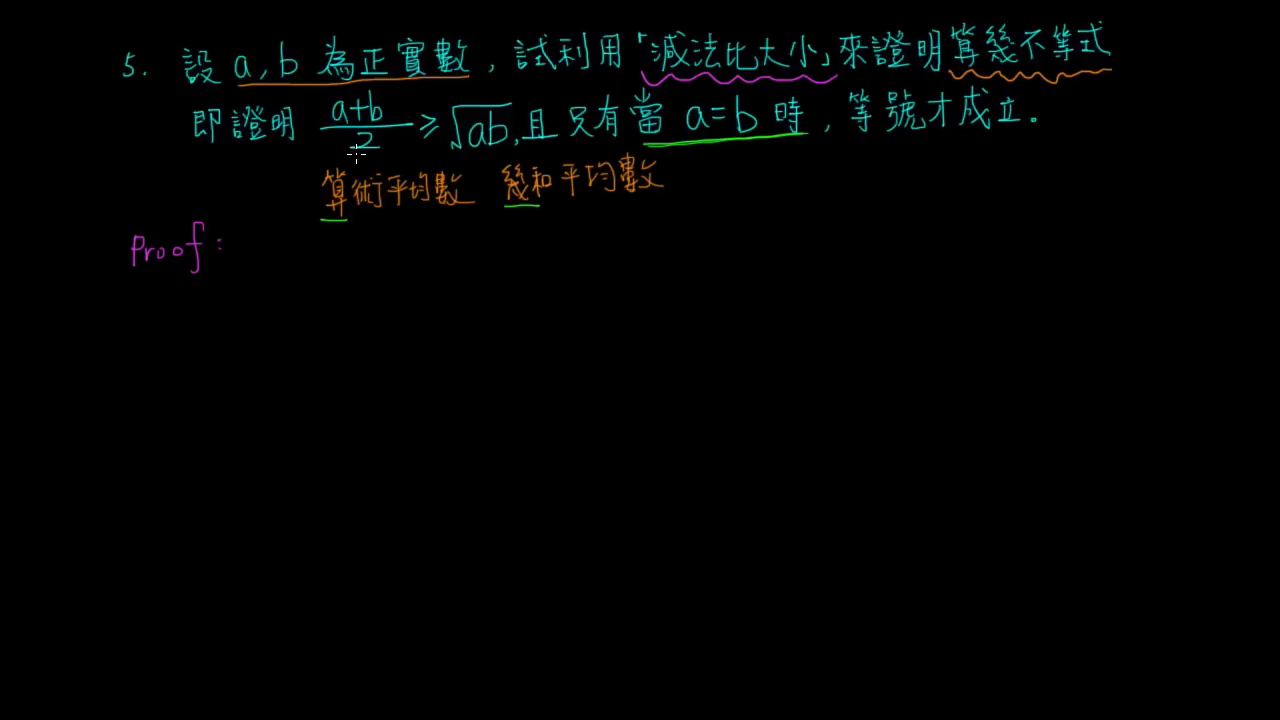 5. 設 a, b 為正實數, 試利用「減法比大小」來證明算幾不等式
即證明 \frac{a+b}{2} ≥ √ab, 且只有當 a=b 時, 等號才成立.
算術平均數 幾和平均數
Proof: